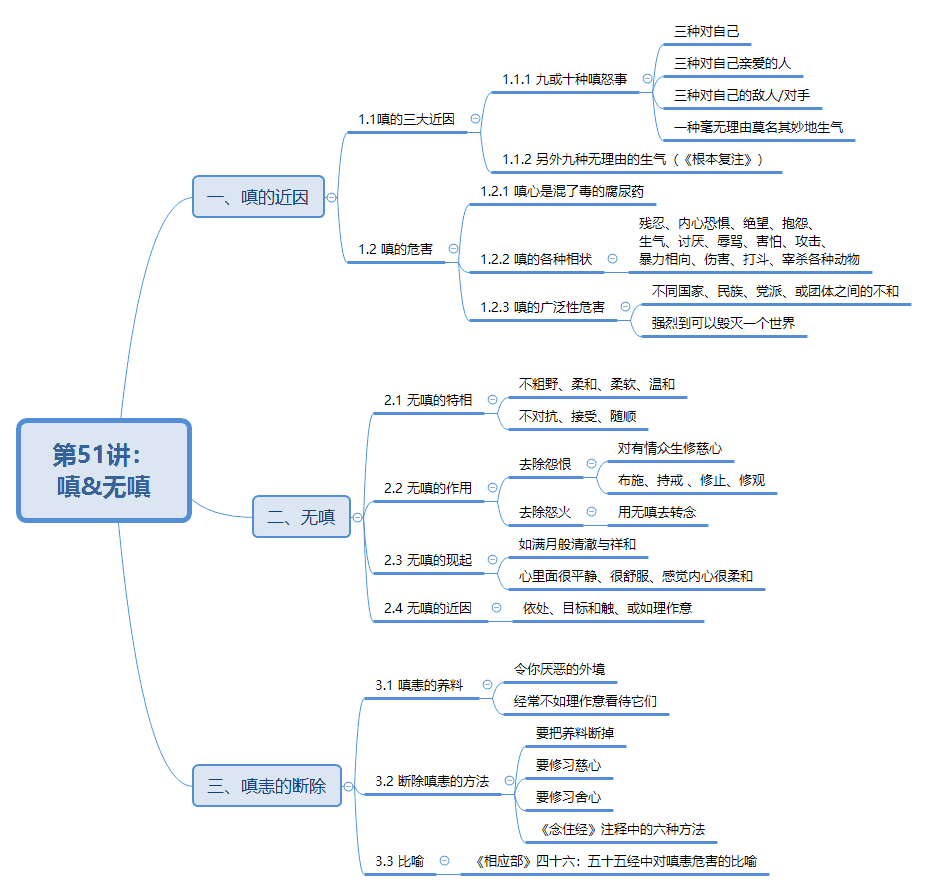 第51讲：
嗔&无嗔
一、嗔的近因
1.1嗔的三大近因
1.1.1 九或十种嗔怒事
三种对自己
三种对自己亲爱的人
三种对自己的敌人/对手
一种毫无理由莫名其妙地生气
1.1.2 另外九种无理由的生气（《根本复注》）
1.2 嗔的危害
1.2.1 嗔心是混了毒的腐尿药
1.2.2 嗔的各种相状
残忍、内心恐惧、绝望、抱怨、
生气、讨厌、辱骂、害怕、攻击、
暴力相向、伤害、打斗、宰杀各种动物
1.2.3 嗔的广泛性危害
不同国家、民族、党派、或团体之间的不和
强烈到可以毁灭一个世界
二、无嗔
2.1 无嗔的特相
不粗野、柔和、柔软、温和
不对抗、接受、随顺
2.2 无嗔的作用
去除怨恨
对有情众生修慈心
布施、持戒 、修止、修观
去除怒火
用无嗔去转念
2.3 无嗔的现起
如满月般清澈与祥和
心里面很平静、很舒服、感觉内心很柔和
2.4 无嗔的近因
依处、目标和触、或如理作意
三、嗔恚的断除
3.1 嗔恚的养料
令你厌恶的外境
经常不如理作意看待它们
3.2 断除嗔恚的方法
要把养料断掉
要修习慈心
要修习舍心
《念住经》注释中的六种方法
3.3 比喻
《相应部》四十六：五十五经中对嗔恚危害的比喻